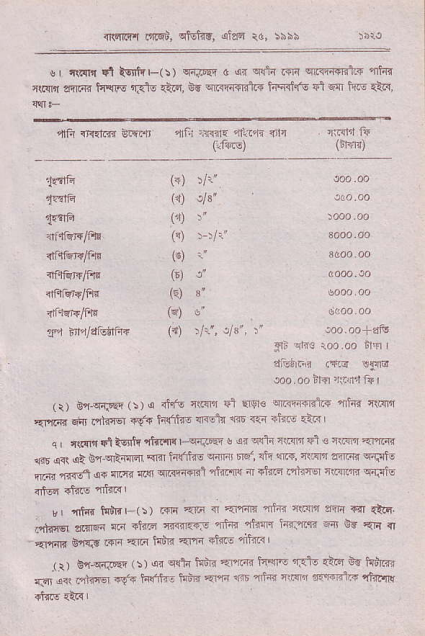 বাংলাদেশ গেজেট, অতিরিক্ত, এপ্রিল ২৫, ১৯৯৯ ১৯২৩
৬। সংযোগ ফী ইত্যাদি।—(১) অনুচ্ছেদ ৫ এর অধীন কোন আবেদনকারীকে পানির
সংযোগ প্রদানের সিদ্ধান্ত গৃহীত হইলে, উক্ত আবেদনকারীকে নিম্নবর্ণিত ফী জমা দিতে হইবে,
যথা:—
পানি ব্যবহারের উদ্দেশ্যে পানি সরবরাহ পাইপের ব্যাস সংযোগ ফি
(ইঞ্চিতে) (টাকায়)
গৃহস্থালি (ক) ১/২″ ৩০০.০০
গৃহস্থালি (খ) ৩/৪″ ৩৫০.০০
গৃহস্থালি (গ) ১″ ১০০০.০০
বাণিজ্যিক/শিল্প (ঘ) ১-১/২″ ৪০০০.০০
বাণিজ্যিক/শিল্প (ঙ) ২″ ৪৫০০.০০
বাণিজ্যিক/শিল্প (চ) ৩″ ৫০০০.০০
বাণিজ্যিক/শিল্প (ছ) ৪″ ৬০০০.০০
বাণিজ্যিক/শিল্প (জ) ৬″ ৬৫০০.০০
গ্রুপ ট্যাপ/প্রতিষ্ঠানিক (ঝ) ১/২″, ৩/৪″, ১″ ৩০০.০০+প্রতি
ফ্লাট আরও ২০০.০০ টাকা।
প্রতিষ্ঠানের ক্ষেত্রে শুধুমাত্র
৩০০.০০ টাকা সংযোগ ফি।
(২) উপ-অনুচ্ছেদ (১) এ বর্ণিত সংযোগ ফী ছাড়াও আবেদনকারীকে পানির সংযোগ
স্থাপনের জন্য পৌরসভা কর্তৃক নির্ধারিত যাবতীয় খরচ বহন করিতে হইবে।
৭। সংযোগ ফী ইত্যাদি পরিশোধ।—অনুচ্ছেদ ৬ এর অধীন সংযোগ ফী ও সংযোগ স্থাপনের
খরচ এবং এই উপ-আইনমালা দ্বারা নির্ধারিত অন্যান্য চার্জ, যদি থাকে, সংযোগ প্রদানের অনুমতি
দানের পরবর্তী এক মাসের মধ্যে আবেদনকারী পরিশোধ না করিলে পৌরসভা সংযোগের অনুমতি
বাতিল করিতে পারিবে।
৮। পানির মিটার।—(১) কোন স্থানে বা স্থাপনায় পানির সংযোগ প্রদান করা হইলে
পৌরসভা প্রয়োজন মনে করিলে সরবরাহকৃত পানির পরিমাণ নিরূপণের জন্য উক্ত স্থান বা
স্থাপনার উপযুক্ত কোন স্থানে মিটার স্থাপন করিতে পারিবে।
(২) উপ-অনুচ্ছেদ (১) এর অধীন মিটার স্থাপনের সিদ্ধান্ত গৃহীত হইলে উক্ত মিটারের
মূল্য এবং পৌরসভা কর্তৃক নির্ধারিত মিটার স্থাপন খরচ পানির সংযোগ গ্রহণকারীকে পরিশোধ
করিতে হইবে।